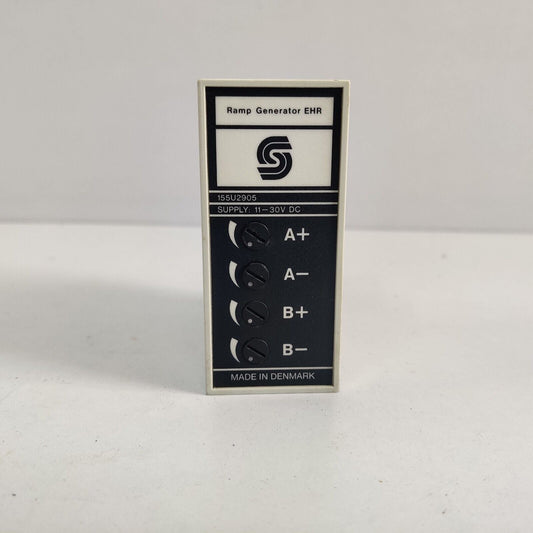 Ramp Generator EHR
155U2905
SUPPLY: 11–30V DC
A+
A–
B+
B–
MADE IN DENMARK